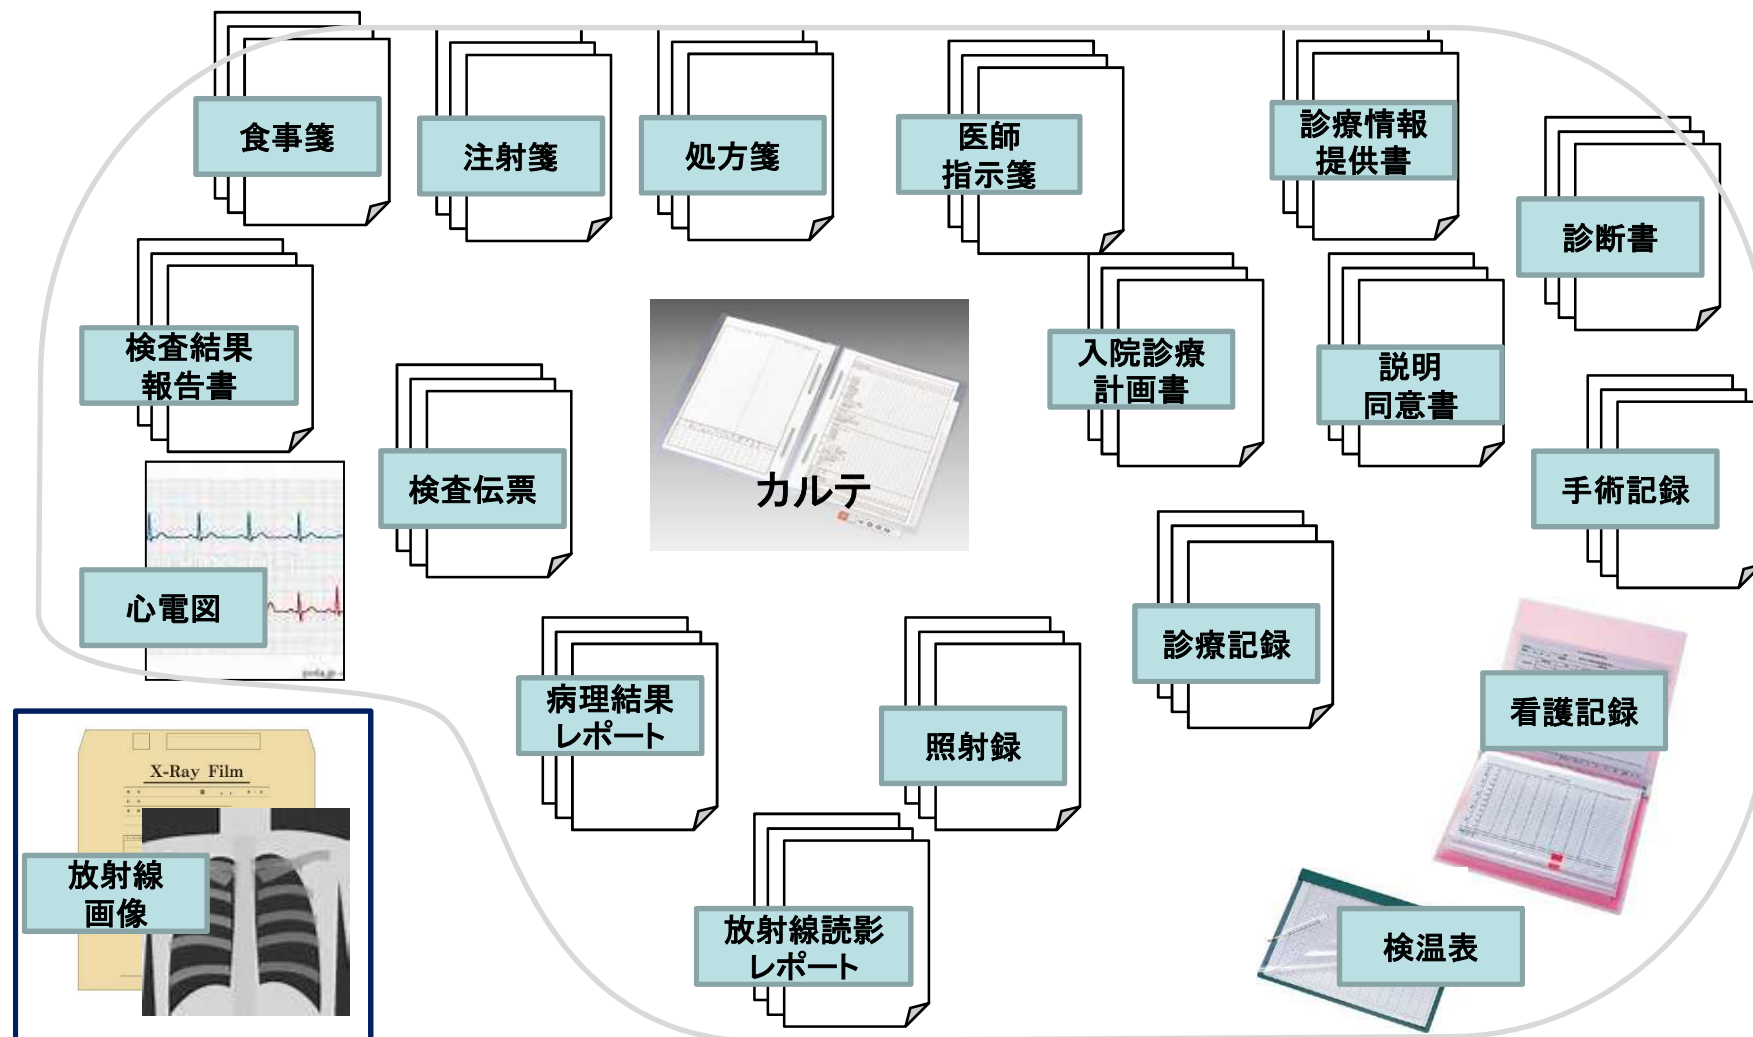 食事箋
注射箋
処方箋
医師
指示箋
診療情報
提供書
診断書
検査結果
報告書
検査伝票
カルテ
入院診療
計画書
説明
同意書
手術記録
心電図
病理結果
レポート
照射録
診療記録
看護記録
X-Ray Film
放射線
画像
放射線読影
レポート
検温表